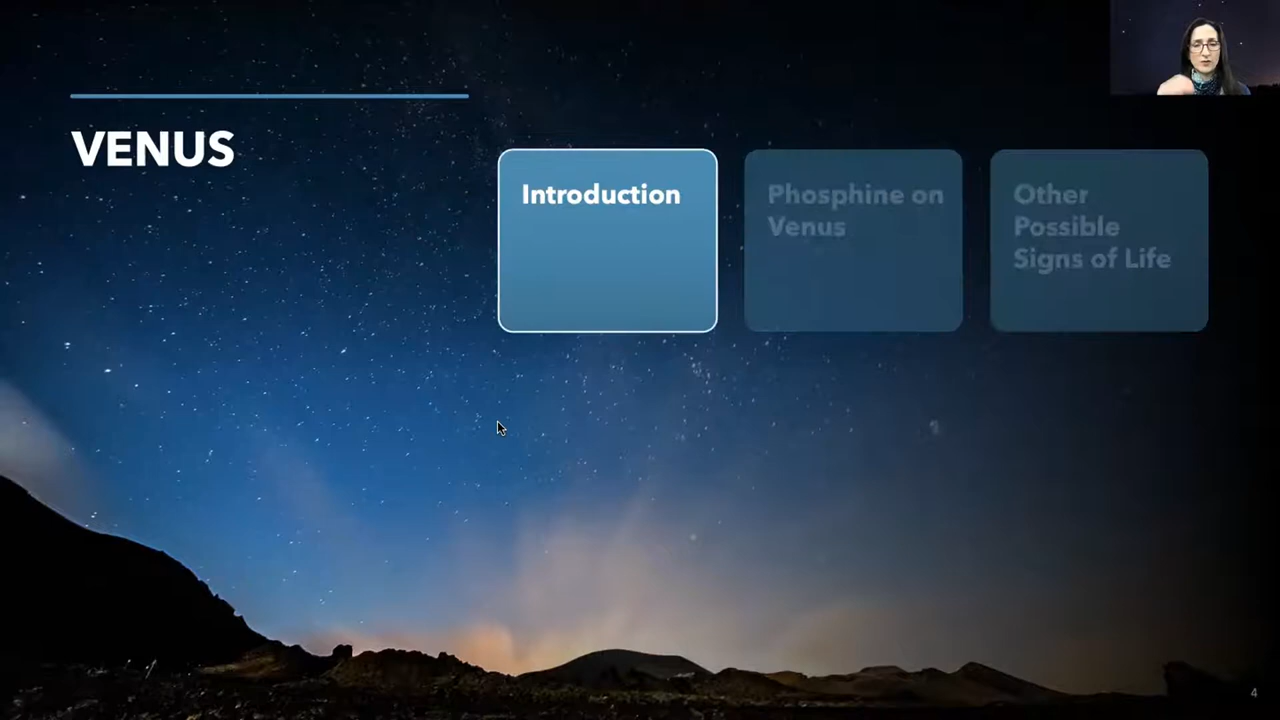 VENUS
Introduction
Phosphine on
Venus
Other
Possible
Signs of Life
4